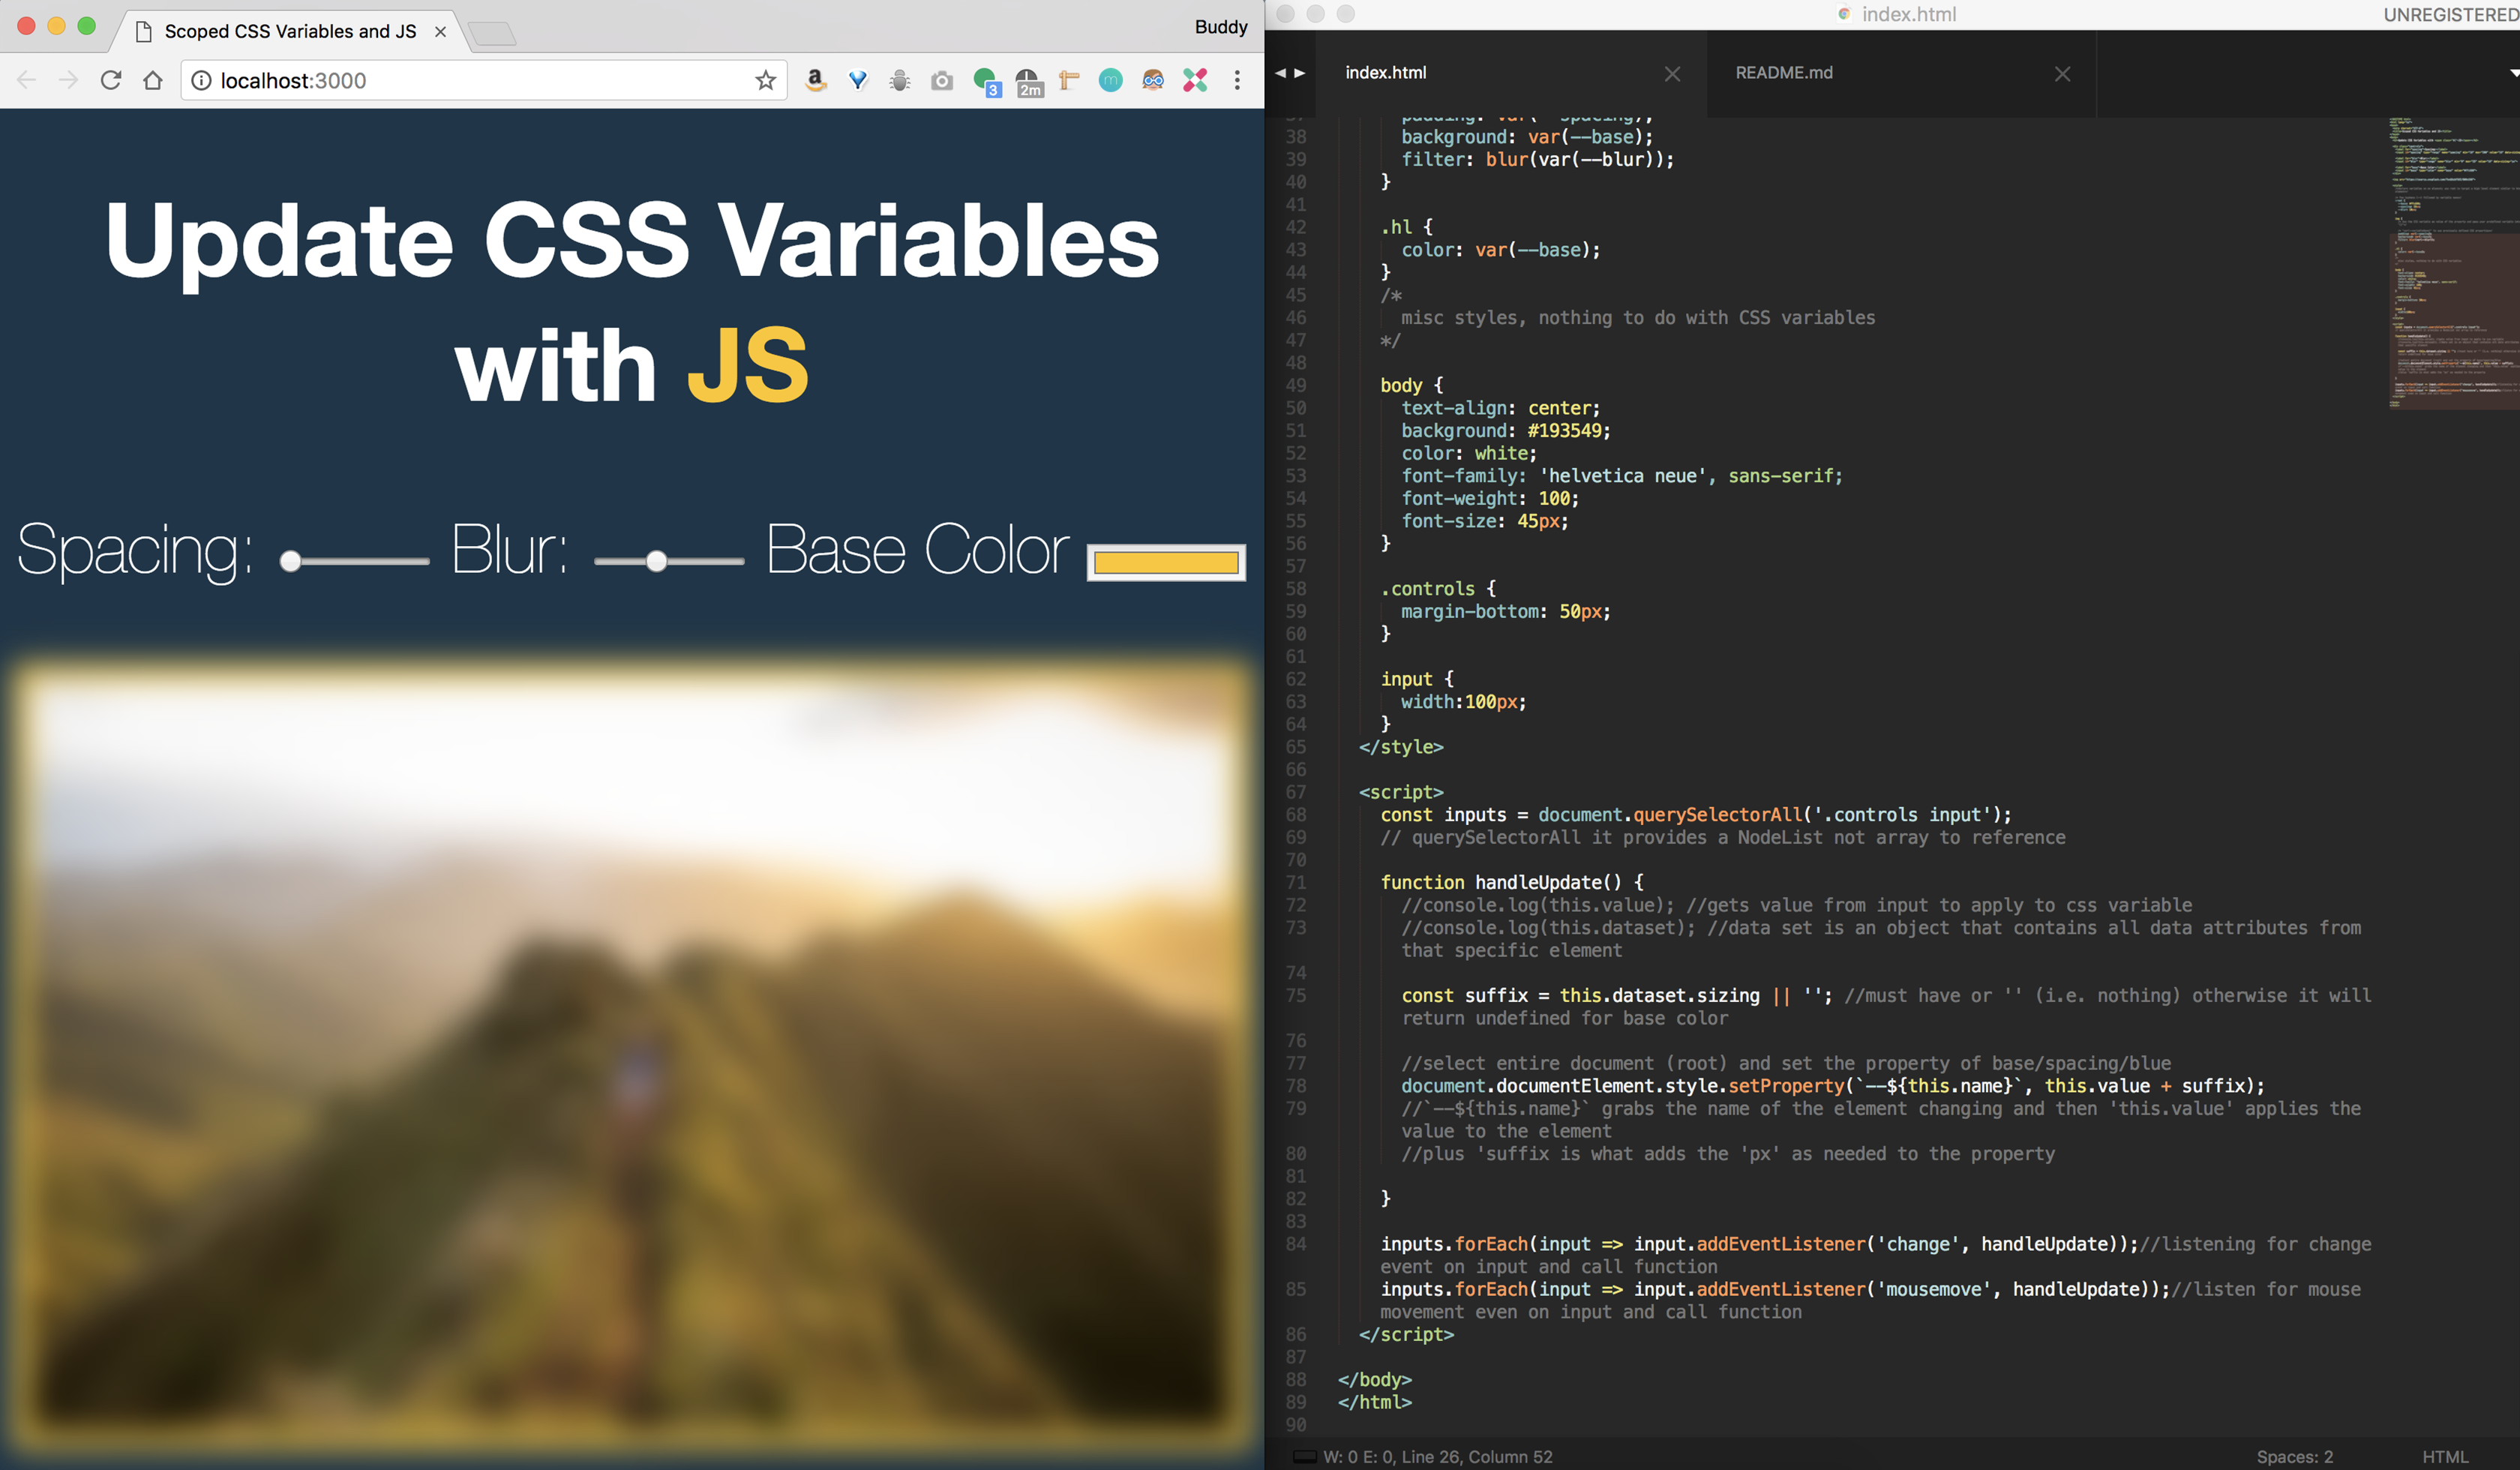 Scoped CSS Variables and JS
Buddy
localhost:3000
3
2m
m
Update CSS Variables
with JS
Spacing:
Blur:
Base Color
index.html
UNREGISTERED
index.html
README.md
37 padding: var(--spacing);
38 background: var(--base);
39 filter: blur(var(--blur));
40 }
41
42 .hl {
43 color: var(--base);
44 }
45 /*
46 misc styles, nothing to do with CSS variables
47 */
48
49 body {
50 text-align: center;
51 background: #193549;
52 color: white;
53 font-family: 'helvetica neue', sans-serif;
54 font-weight: 100;
55 font-size: 45px;
56 }
57
58 .controls {
59 margin-bottom: 50px;
60 }
61
62 input {
63 width:100px;
64 }
65 </style>
66
67 <script>
68 const inputs = document.querySelectorAll('.controls input');
69 // querySelectorAll it provides a NodeList not array to reference
70
71 function handleUpdate() {
72 //console.log(this.value); //gets value from input to apply to css variable
73 //console.log(this.dataset); //data set is an object that contains all data attributes from
that specific element
74
75 const suffix = this.dataset.sizing || ''; //must have or '' (i.e. nothing) otherwise it will
return undefined for base color
76
77 //select entire document (root) and set the property of base/spacing/blue
78 document.documentElement.style.setProperty(`--${this.name}`, this.value + suffix);
79 //`--${this.name}` grabs the name of the element changing and then 'this.value' applies the
value to the element
80 //plus 'suffix is what adds the 'px' as needed to the property
81
82 }
83
84 inputs.forEach(input => input.addEventListener('change', handleUpdate));//listening for change
event on input and call function
85 inputs.forEach(input => input.addEventListener('mousemove', handleUpdate));//listen for mouse
movement even on input and call function
86 </script>
87
88 </body>
89 </html>
90
W: 0 E: 0, Line 26, Column 52
Spaces: 2
HTML